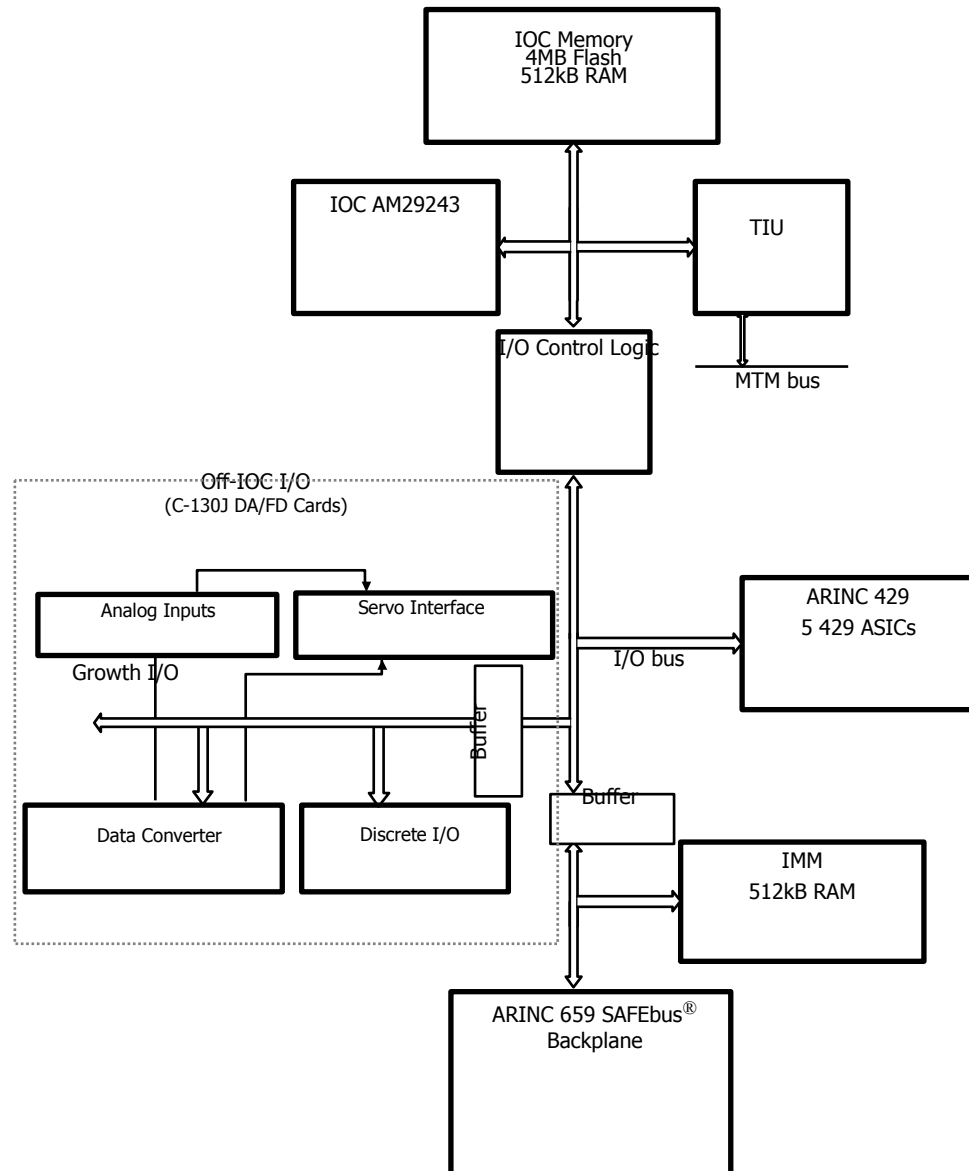 IOC Memory
4MB Flash
512kB RAM
IOC AM29243
TIU
I/O Control Logic
MTM bus
Off-IOC I/O
(C-130J DA/FD Cards)
Analog Inputs
Servo Interface
ARINC 429
5 429 ASICs
Growth I/O
I/O bus
Buffer
Buffer
Data Converter
Discrete I/O
IMM
512kB RAM
ARINC 659 SAFEbus®
Backplane